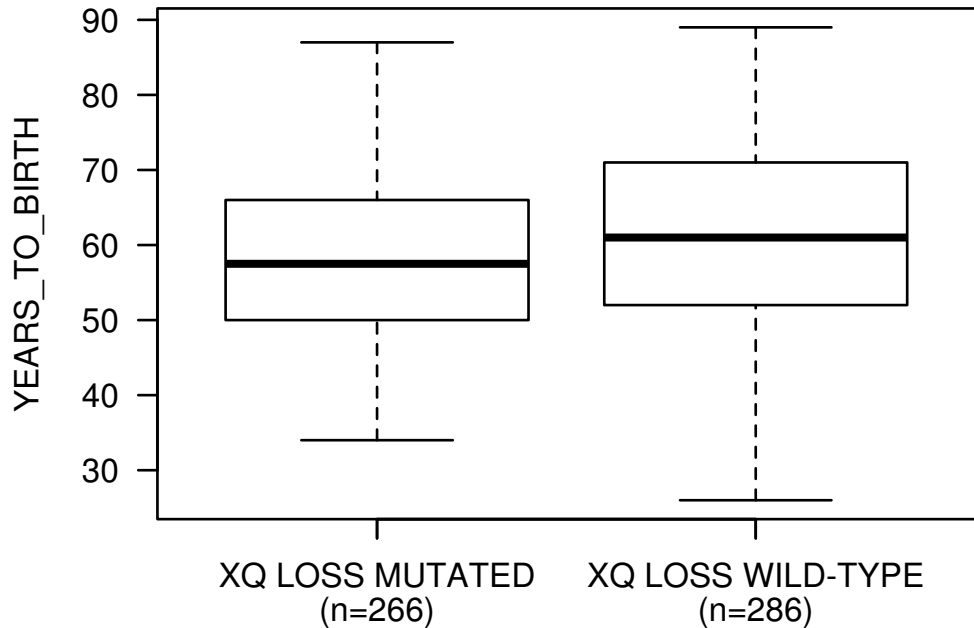 YEARS_TO_BIRTH
90
80
70
60
50
40
30
XQ LOSS MUTATED
(n=266)
XQ LOSS WILD-TYPE
(n=286)